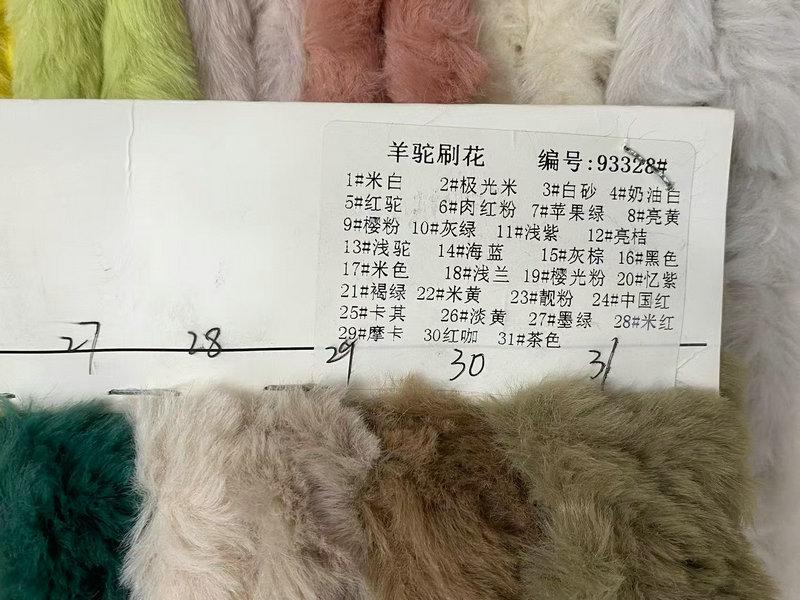 羊驼刷花 编号:93328#
1#米白 2#极光米 3#白砂 4#奶油白
5#红驼 6#肉红粉 7#苹果绿 8#亮黄
9#樱粉 10#灰绿 11#浅紫 12#亮桔
13#浅驼 14#海蓝 15#灰棕 16#黑色
17#米色 18#浅兰 19#樱光粉 20#忆紫
21#褐绿 22#米黄 23#靓粉 24#中国红
25#卡其 26#淡黄 27#墨绿 28#米红
29#摩卡 30红咖 31#茶色
27 28 29 30 31